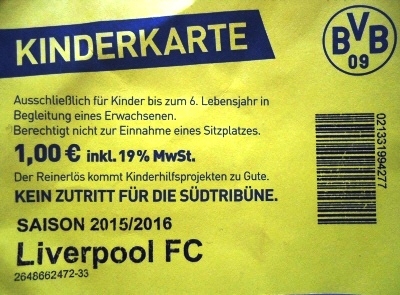 KINDERKARTE
BVB
09
Ausschließlich für Kinder bis zum 6. Lebensjahr in
Begleitung eines Erwachsenen.
Berechtigt nicht zur Einnahme eines Sitzplatzes.
1,00 € inkl. 19% MwSt.
Der Reinerlös kommt Kinderhilfsprojekten zu Gute.
KEIN ZUTRITT FÜR DIE SÜDTRIBÜNE.
SAISON 2015/2016
Liverpool FC
2648662472-33
021331994277